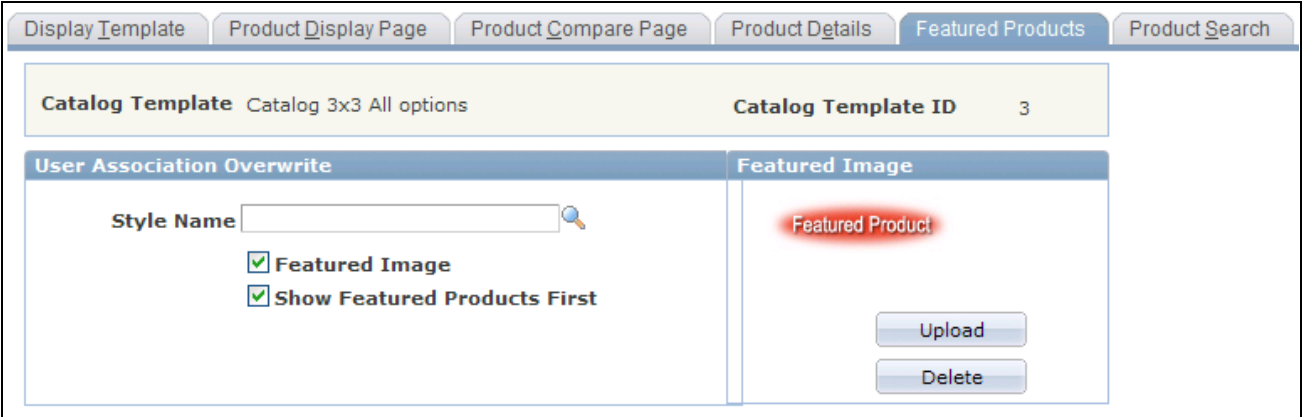 Display Template Product Display Page Product Compare Page Product Details Featured Products Product Search
Catalog Template Catalog 3x3 All options Catalog Template ID 3
User Association Overwrite Featured Image
Style Name Featured Product
Featured Image
Show Featured Products First
Upload
Delete